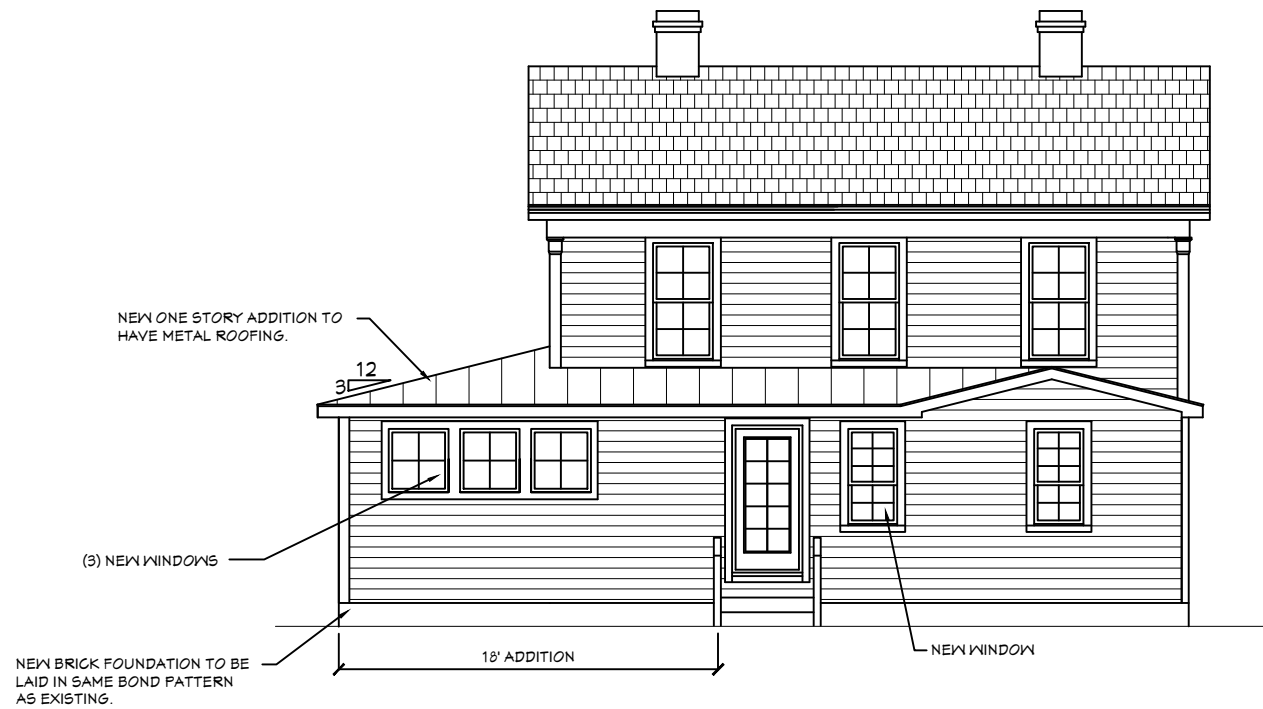 NEW ONE STORY ADDITION TO
HAVE METAL ROOFING.
12
3
(3) NEW WINDOWS
NEW BRICK FOUNDATION TO BE
LAID IN SAME BOND PATTERN
AS EXISTING.
18' ADDITION
NEW WINDOW